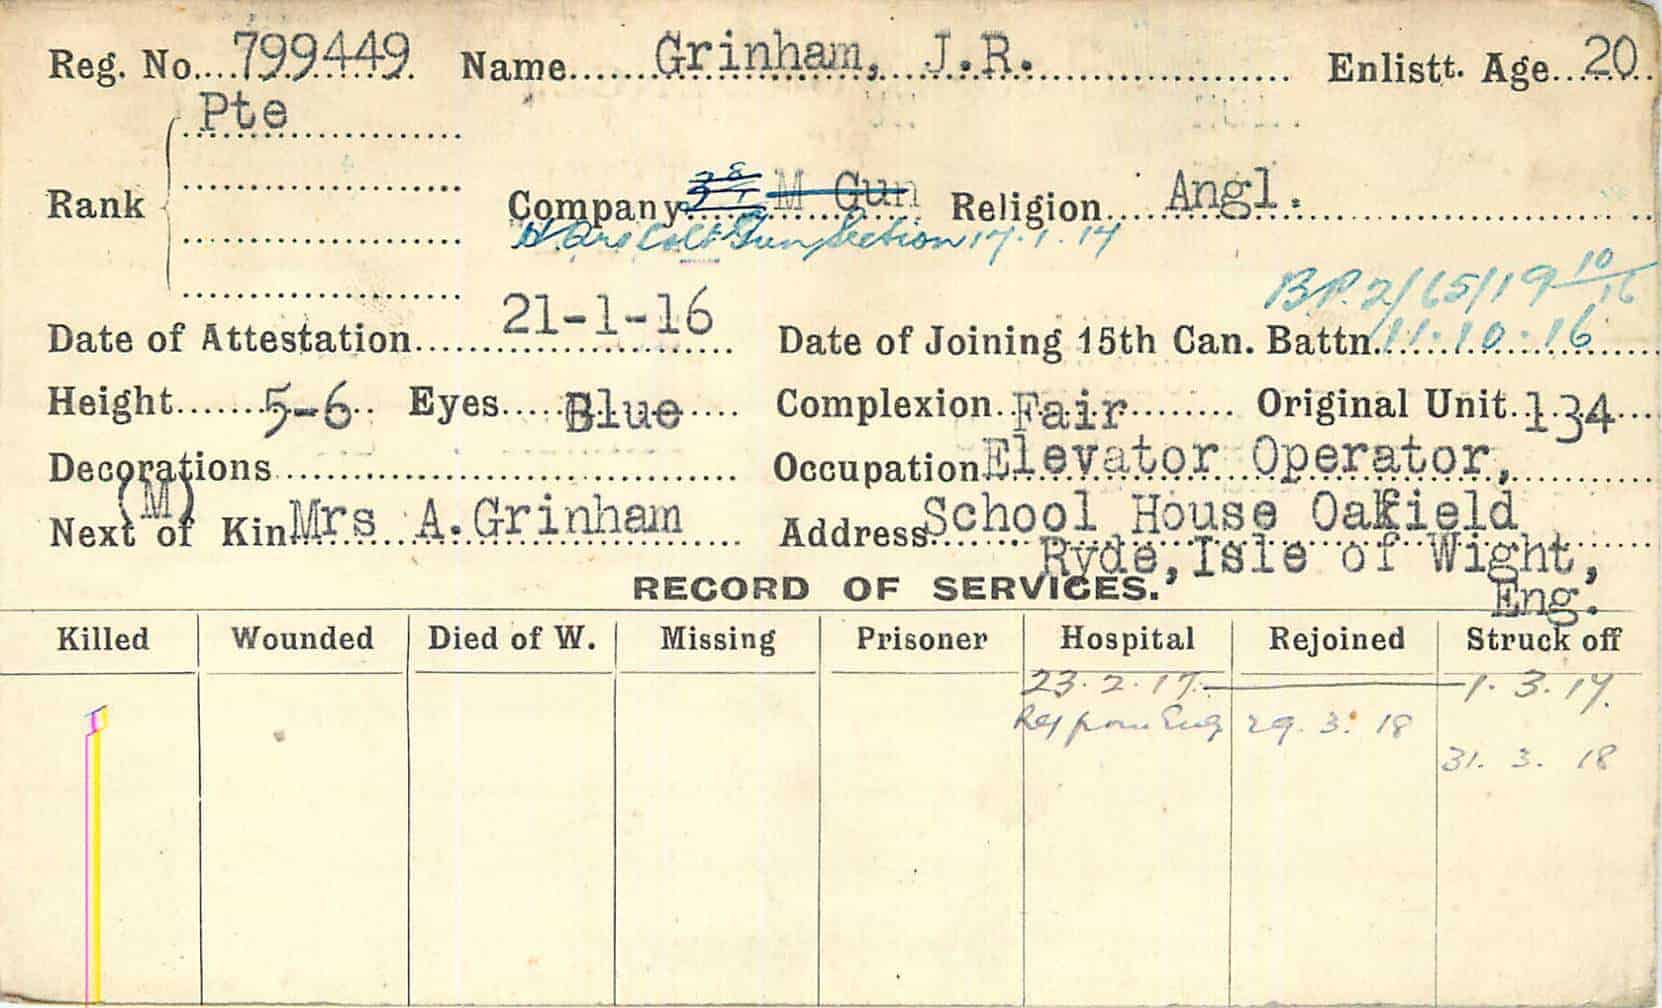 Reg. No. 799449 Name Grinham, J.R. Enlistt. Age 20
Pte
Rank Company M Gun Religion Angl.
Colt Gun Section 17.1.17
BP. 2/65/19 10/16
Date of Attestation 21-1-16 Date of Joining 15th Can. Battn. 11.10.16
Height 5-6 Eyes Blue Complexion Fair Original Unit 134
Decorations Occupation Elevator Operator,
(M)
Next of Kin Mrs A. Grinham Address School House Oakfield
Ryde, Isle of Wight,
Eng.
RECORD OF SERVICES.
Killed Wounded Died of W. Missing Prisoner Hospital Rejoined Struck off
23.2.17. 1.3.17.
from Eng 29.3.18
31.3.18